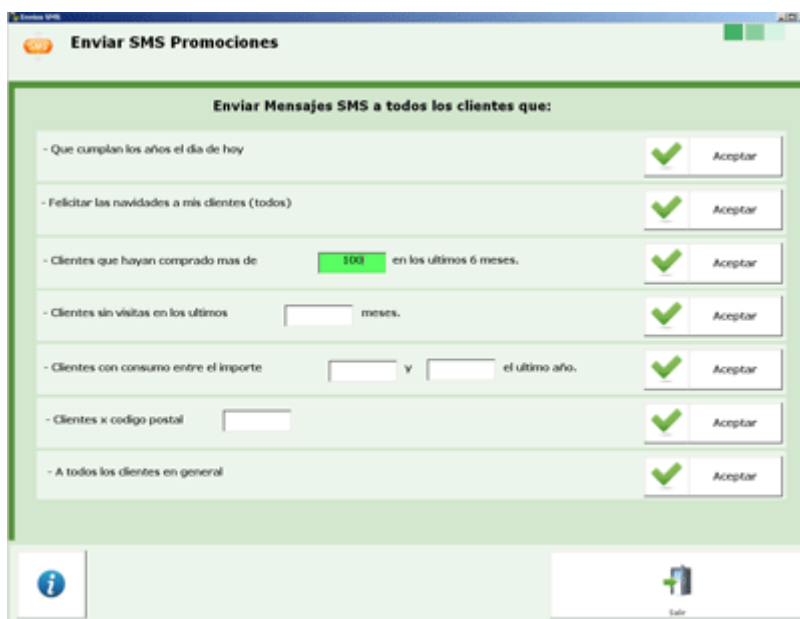 Envios SMS
SMS
Enviar SMS Promociones
Enviar Mensajes SMS a todos los clientes que:
- Que cumplan los años el dia de hoy
Aceptar
- Felicitar las navidades a mis clientes (todos)
Aceptar
- Clientes que hayan comprado mas de 100 en los ultimos 6 meses.
Aceptar
- Clientes sin visitas en los ultimos meses.
Aceptar
- Clientes con consumo entre el importe y el ultimo año.
Aceptar
- Clientes x codigo postal
Aceptar
- A todos los clientes en general
Aceptar
i
Salir